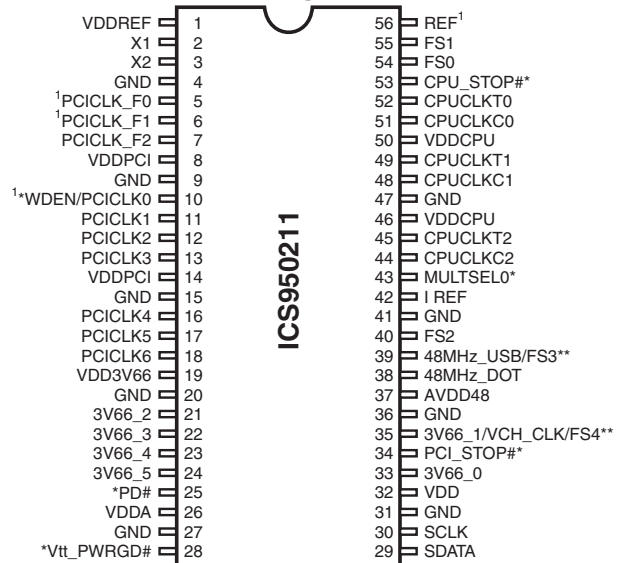 VDDREF 1 56 REF¹
X1 2 55 FS1
X2 3 54 FS0
GND 4 53 CPU_STOP#*
¹PCICLK_F0 5 52 CPUCLKT0
¹PCICLK_F1 6 51 CPUCLKC0
PCICLK_F2 7 50 VDDCPU
VDDPCI 8 49 CPUCLKT1
GND 9 48 CPUCLKC1
¹*WDEN/PCICLK0 10 47 GND
PCICLK1 11 46 VDDCPU
PCICLK2 12 45 CPUCLKT2
PCICLK3 13 44 CPUCLKC2
VDDPCI 14 43 MULTSEL0*
GND 15 42 I REF
PCICLK4 16 41 GND
PCICLK5 17 40 FS2
PCICLK6 18 39 48MHz_USB/FS3**
VDD3V66 19 38 48MHz_DOT
GND 20 37 AVDD48
3V66_2 21 36 GND
3V66_3 22 35 3V66_1/VCH_CLK/FS4**
3V66_4 23 34 PCI_STOP#*
3V66_5 24 33 3V66_0
*PD# 25 32 VDD
VDDA 26 31 GND
GND 27 30 SCLK
*Vtt_PWRGD# 28 29 SDATA
ICS950211